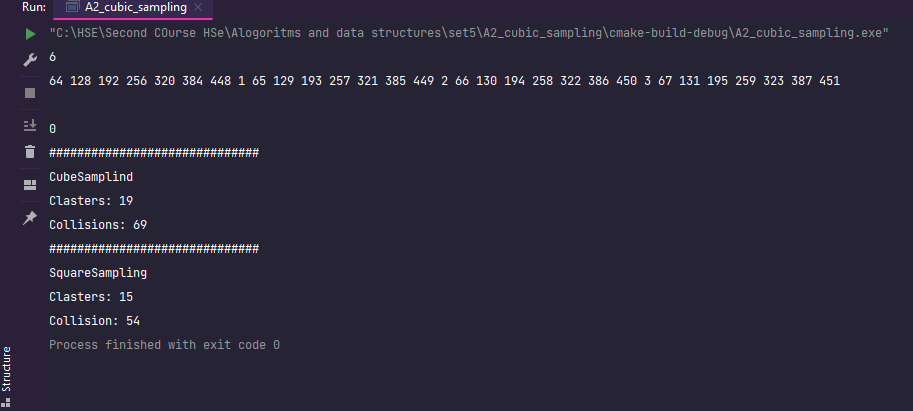 Run: A2_cubic_sampling ×
"C:\HSE\Second COurse HSe\Alogoritms and data structures\set5\A2_cubic_sampling\cmake-build-debug\A2_cubic_sampling.exe"
6
64 128 192 256 320 384 448 1 65 129 193 257 321 385 449 2 66 130 194 258 322 386 450 3 67 131 195 259 323 387 451
0
##############################
CubeSamplind
Clasters: 19
Collisions: 69
##############################
SquareSampling
Clasters: 15
Collision: 54
Process finished with exit code 0
Structure